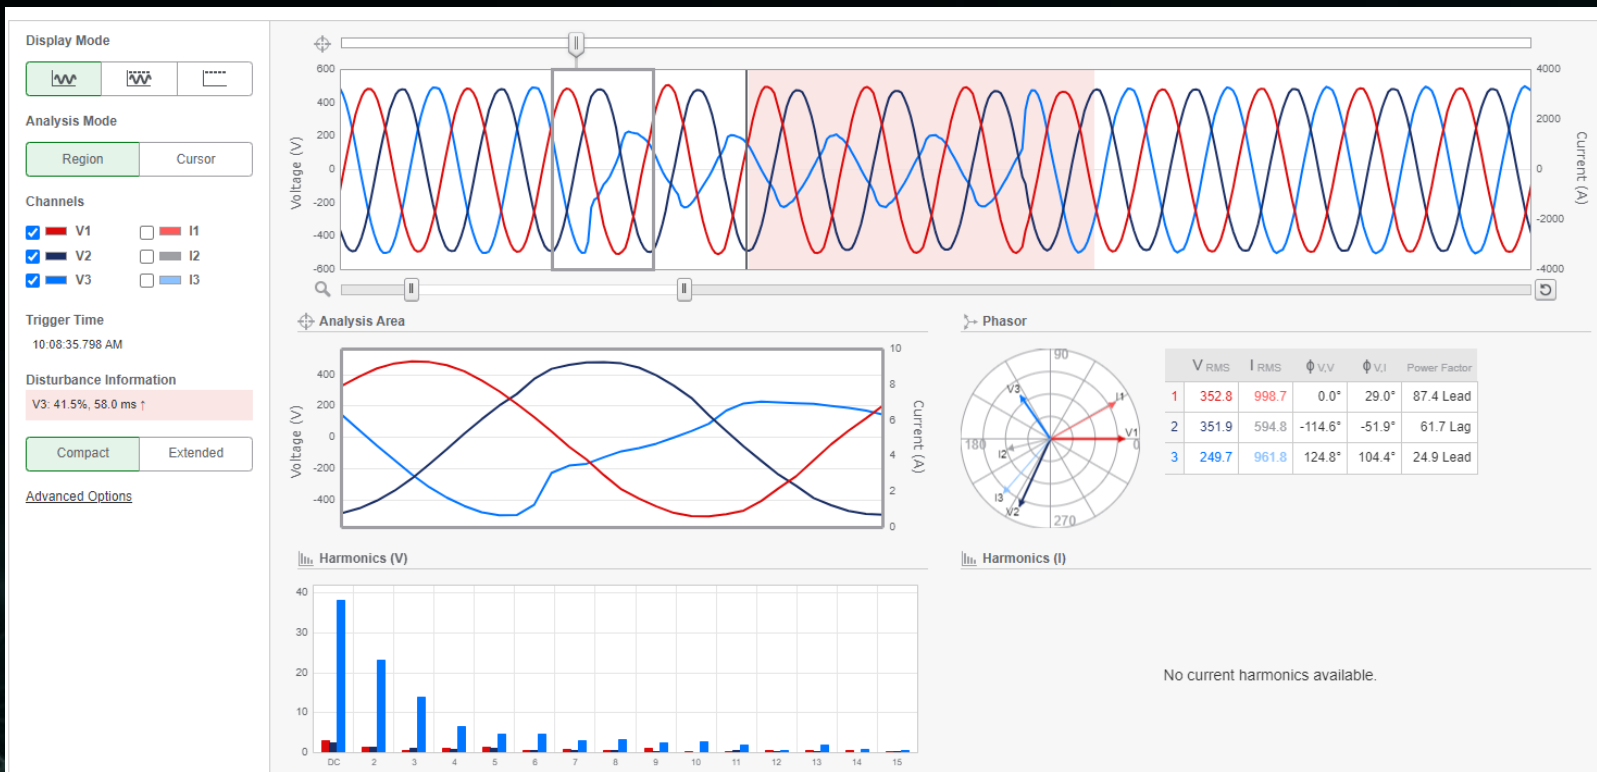 Display Mode
Analysis Mode
Region Cursor
Channels
V1 I1
V2 I2
V3 I3
Trigger Time
10:08:35.798 AM
Disturbance Information
V3: 41.5%, 58.0 ms ↑
Compact Extended
Advanced Options
600
400
200
0
-200
-400
-600
Voltage (V)
4000
2000
0
-2000
-4000
Current (A)
Analysis Area
400
200
0
-200
-400
Voltage (V)
10
8
6
4
2
0
Current (A)
Phasor
90
V3
I1
V1
180
0
I2
I3
V2
270
V RMS I RMS ϕ V,V ϕ V,I Power Factor
1 352.8 998.7 0.0° 29.0° 87.4 Lead
2 351.9 594.8 -114.6° -51.9° 61.7 Lag
3 249.7 961.8 124.8° 104.4° 24.9 Lead
Harmonics (V)
40
30
20
10
0
DC 2 3 4 5 6 7 8 9 10 11 12 13 14 15
Harmonics (I)
No current harmonics available.